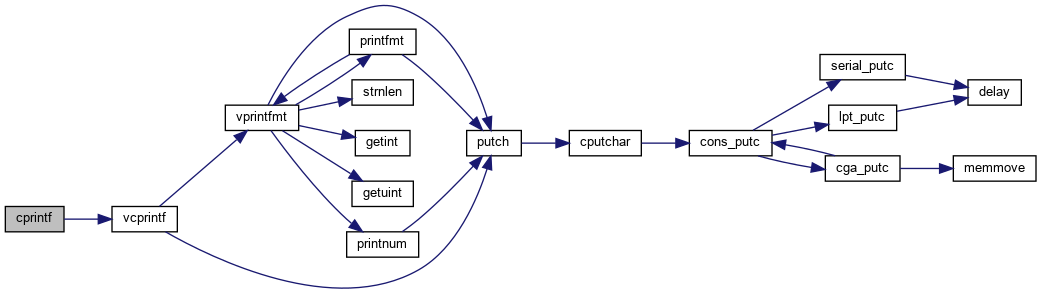 cprintf
vcprintf
vprintfmt
printfmt
strnlen
getint
getuint
printnum
putch
cputchar
cons_putc
serial_putc
lpt_putc
cga_putc
delay
memmove